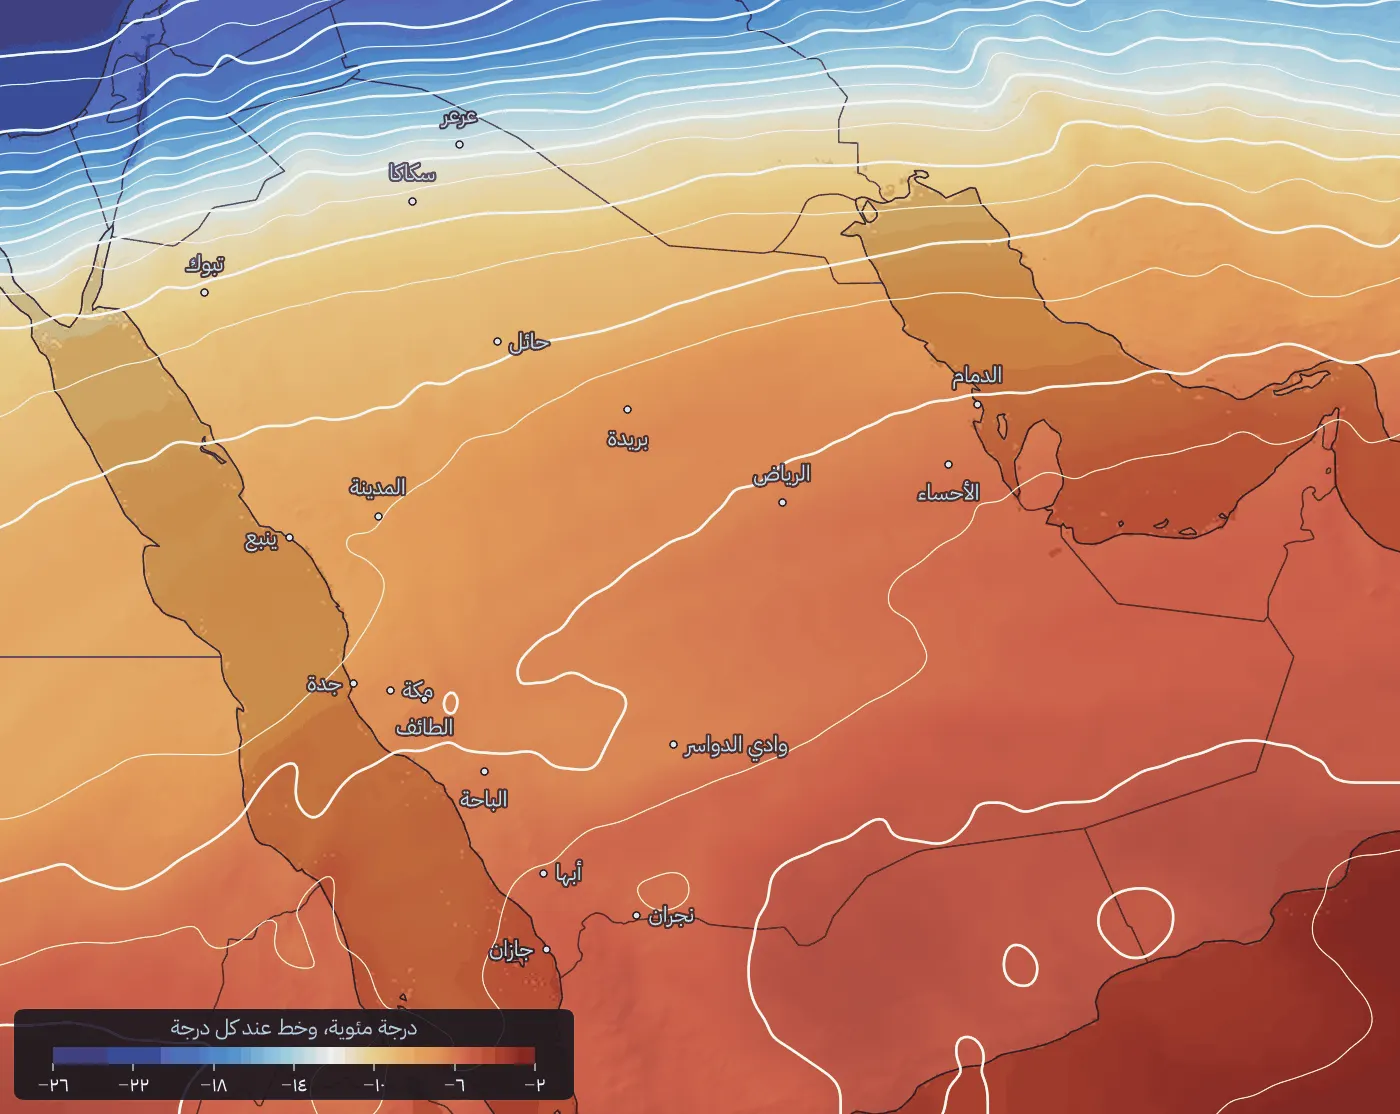 عرعر
سكاكا
تبوك
حائل
الدمام
بريدة
الرياض
المدينة
الأحساء
ينبع
جدة
مكة
الطائف
وادي الدواسر
الباحة
أبها
نجران
جازان
درجة مئوية، وخط عند كل درجة
−٢٦ −٢٢ −١٨ −١٤ −١٠ −٦ −٢